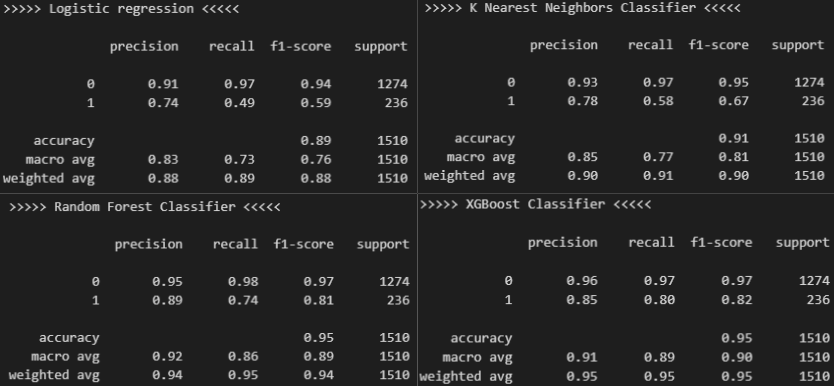 >>>>> Logistic regression <<<<<
precision recall f1-score support
0 0.91 0.97 0.94 1274
1 0.74 0.49 0.59 236
accuracy 0.89 1510
macro avg 0.83 0.73 0.76 1510
weighted avg 0.88 0.89 0.88 1510
>>>>> K Nearest Neighbors Classifier <<<<<
precision recall f1-score support
0 0.93 0.97 0.95 1274
1 0.78 0.58 0.67 236
accuracy 0.91 1510
macro avg 0.85 0.77 0.81 1510
weighted avg 0.90 0.91 0.90 1510
>>>>> Random Forest Classifier <<<<<
precision recall f1-score support
0 0.95 0.98 0.97 1274
1 0.89 0.74 0.81 236
accuracy 0.95 1510
macro avg 0.92 0.86 0.89 1510
weighted avg 0.94 0.95 0.94 1510
>>>>> XGBoost Classifier <<<<<
precision recall f1-score support
0 0.96 0.97 0.97 1274
1 0.85 0.80 0.82 236
accuracy 0.95 1510
macro avg 0.91 0.89 0.90 1510
weighted avg 0.95 0.95 0.95 1510